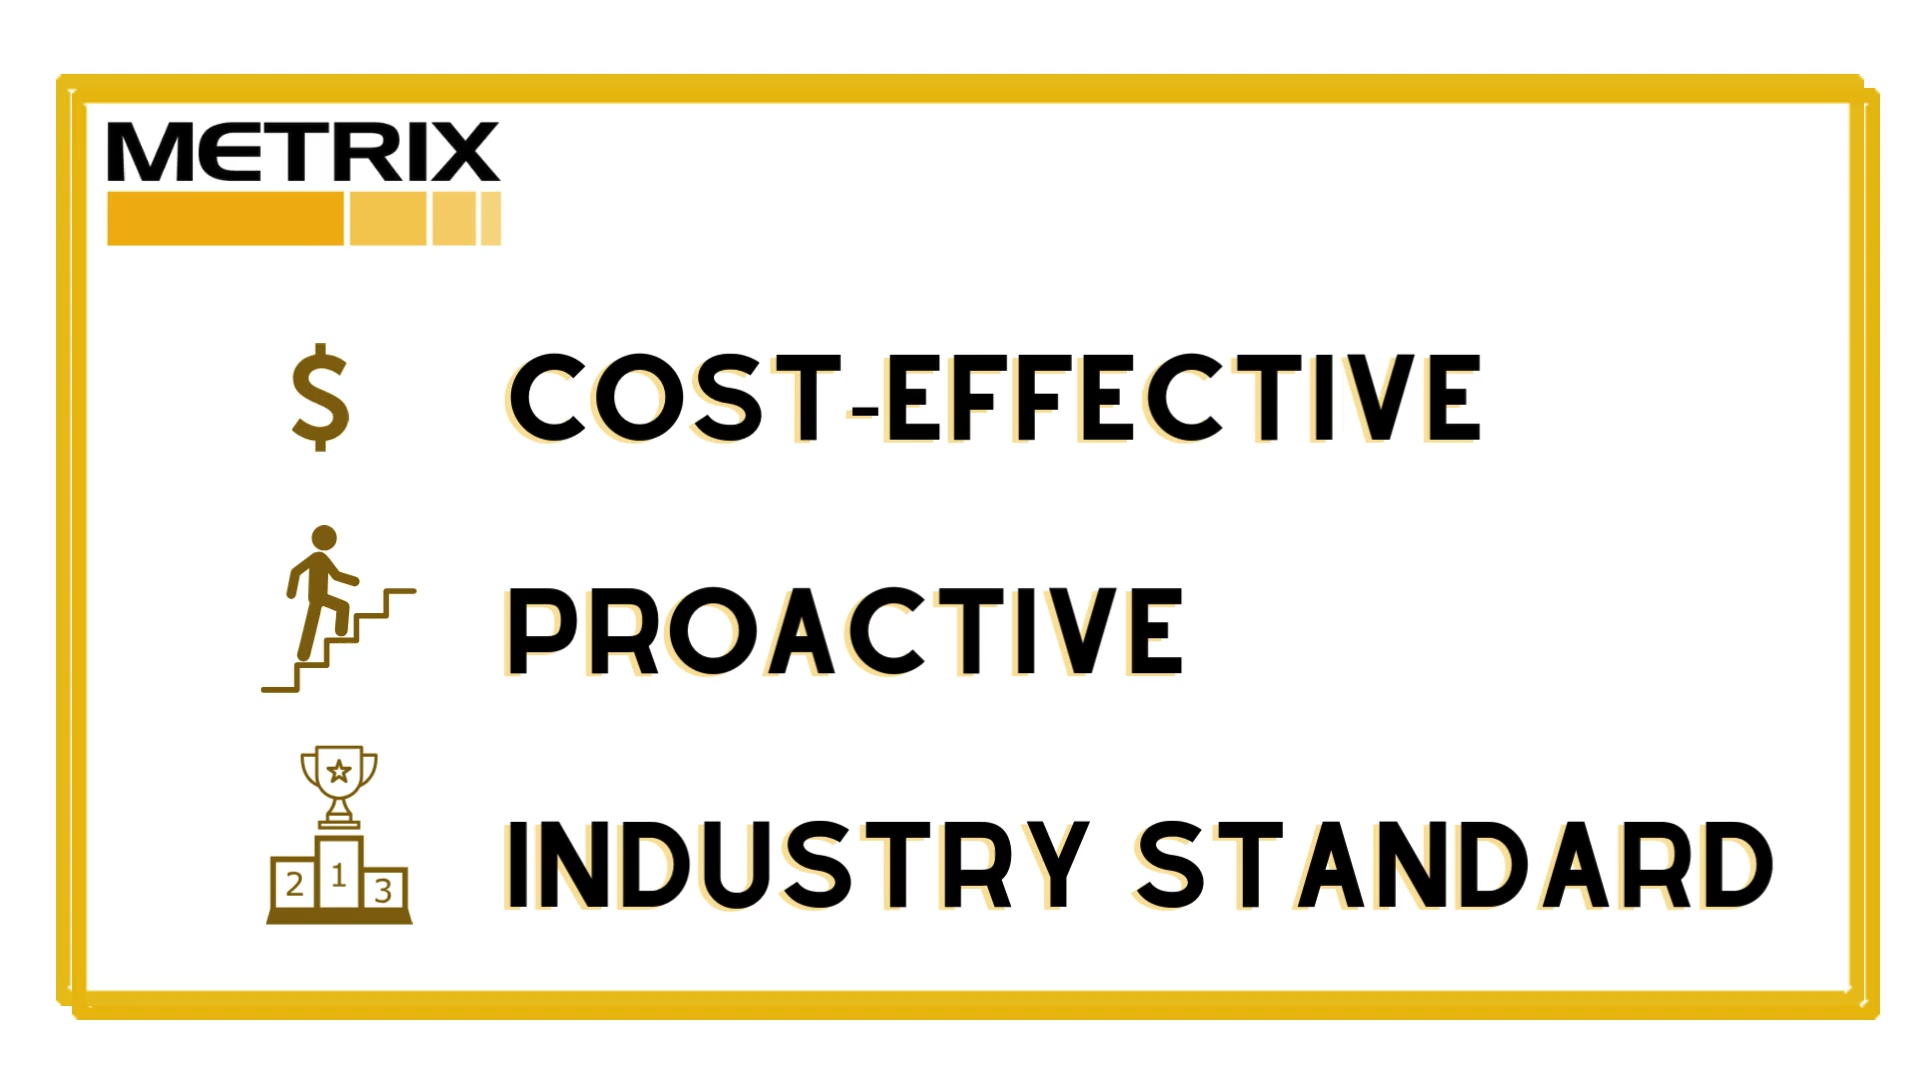 METRIX
$ COST-EFFECTIVE
PROACTIVE
2 1 3
INDUSTRY STANDARD